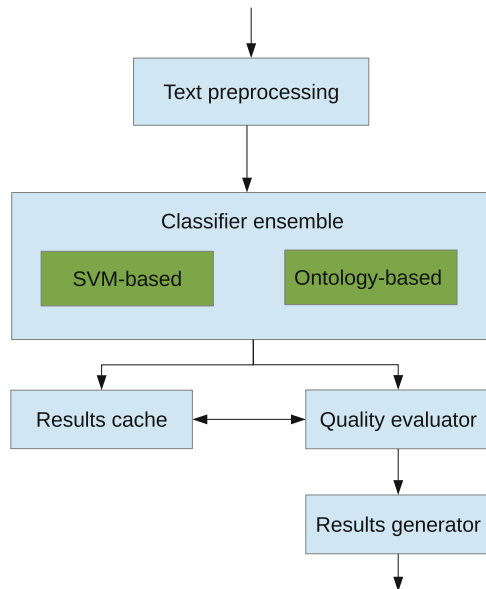 Text preprocessing
Classifier ensemble
SVM-based
Ontology-based
Results cache
Quality evaluator
Results generator